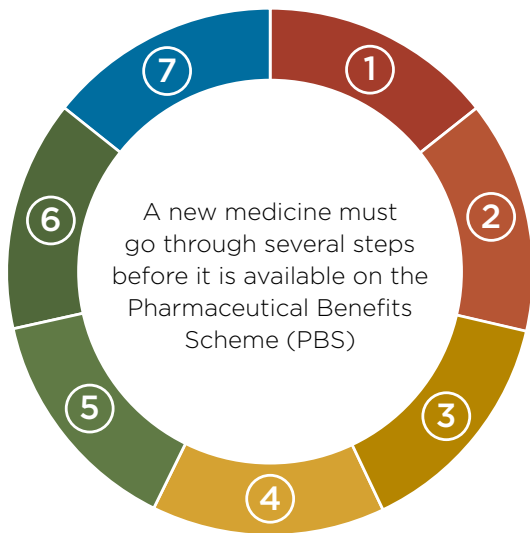 1
2
3
4
5
6
7
A new medicine must
go through several steps
before it is available on the
Pharmaceutical Benefits
Scheme (PBS)